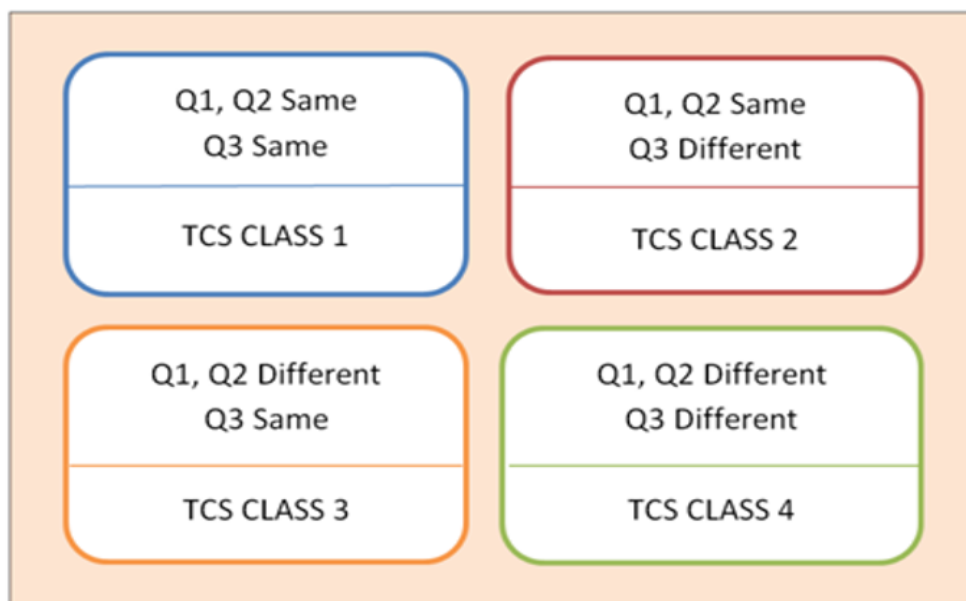 Q1, Q2 Same
Q3 Same
TCS CLASS 1
Q1, Q2 Same
Q3 Different
TCS CLASS 2
Q1, Q2 Different
Q3 Same
TCS CLASS 3
Q1, Q2 Different
Q3 Different
TCS CLASS 4